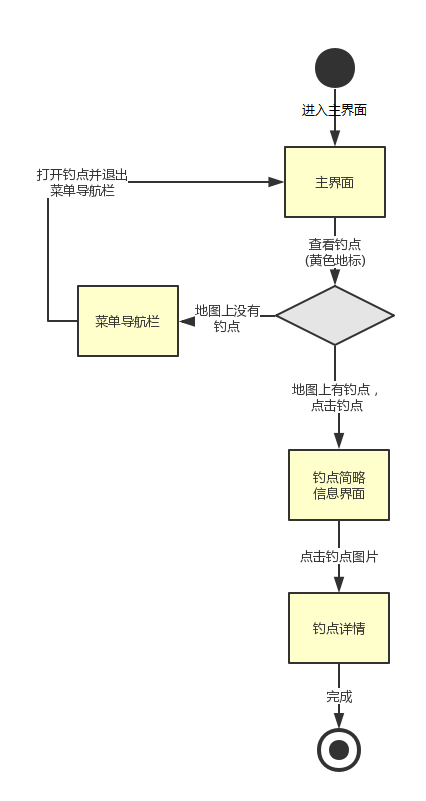 进入主界面
打开钓点并退出
菜单导航栏
主界面
查看钓点
(黄色地标)
菜单导航栏
地图上没有
钓点
地图上有钓点，
点击钓点
钓点简略
信息界面
点击钓点图片
钓点详情
完成